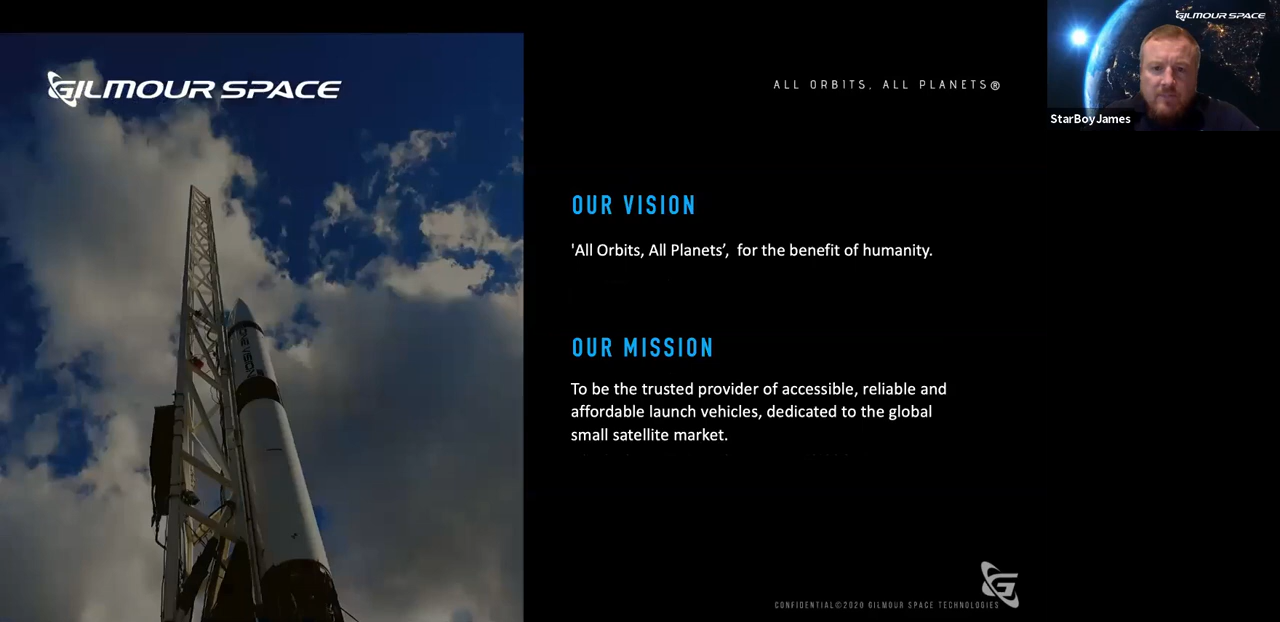 GILMOUR SPACE
ALL ORBITS, ALL PLANETS®
GILMOUR SPACE
StarBoyJames
OUR VISION
'All Orbits, All Planets’,  for the benefit of humanity.
OUR MISSION
To be the trusted provider of accessible, reliable and
affordable launch vehicles, dedicated to the global
small satellite market.
G
CONFIDENTIAL©2020 GILMOUR SPACE TECHNOLOGIES